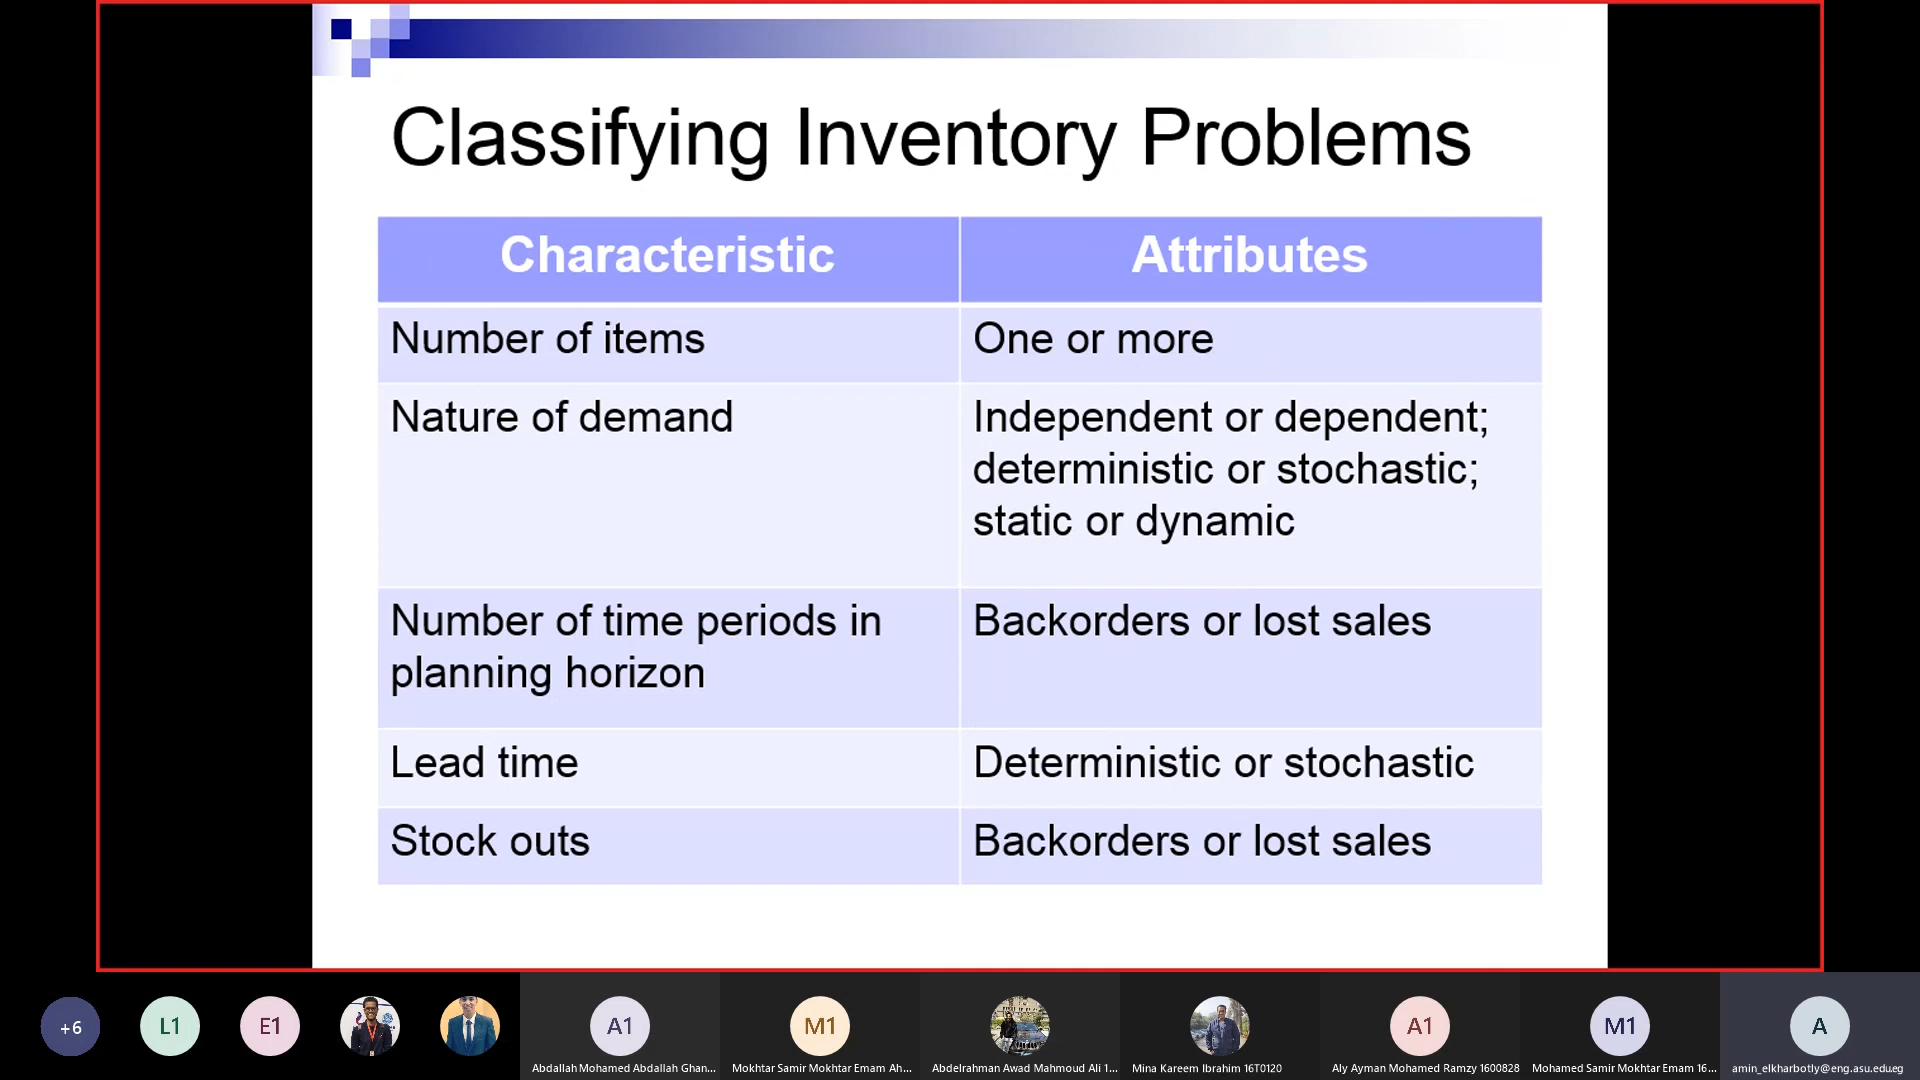 Classifying Inventory Problems
Characteristic
Attributes
Number of items
One or more
Nature of demand
Independent or dependent;
deterministic or stochastic;
static or dynamic
Number of time periods in
planning horizon
Backorders or lost sales
Lead time
Deterministic or stochastic
Stock outs
Backorders or lost sales
+6
L1
E1
A1
M1
A1
M1
A
Abdallah Mohamed Abdallah Ghan...
Mokhtar Samir Mokhtar Emam Ah...
Abdelrahman Awad Mahmoud Ali 1...
Mina Kareem Ibrahim 16T0120
Aly Ayman Mohamed Ramzy 1600828
Mohamed Samir Mokhtar Emam 16...
amin_elkharbotly@eng.asu.edu.eg